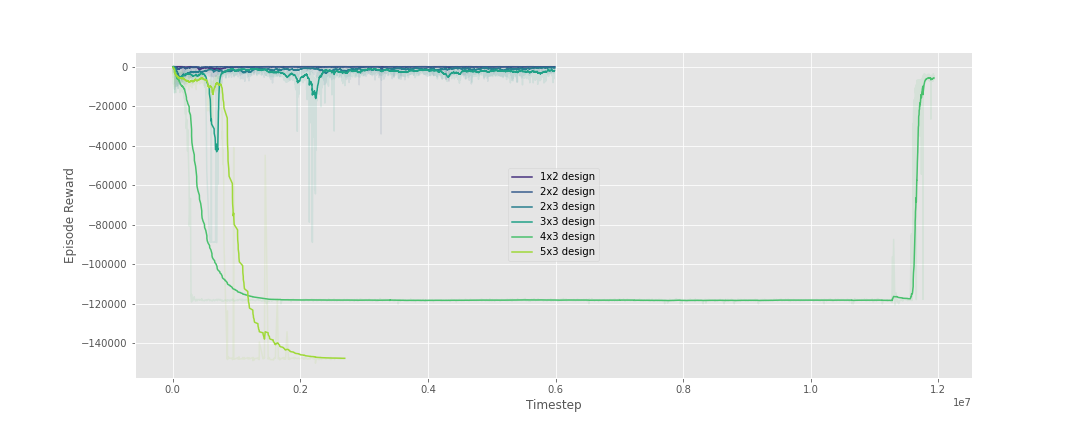 0
−20000
−40000
−60000
−80000
−100000
−120000
−140000
Episode Reward
1x2 design
2x2 design
2x3 design
3x3 design
4x3 design
5x3 design
0.0 0.2 0.4 0.6 0.8 1.0 1.2
1e7
Timestep